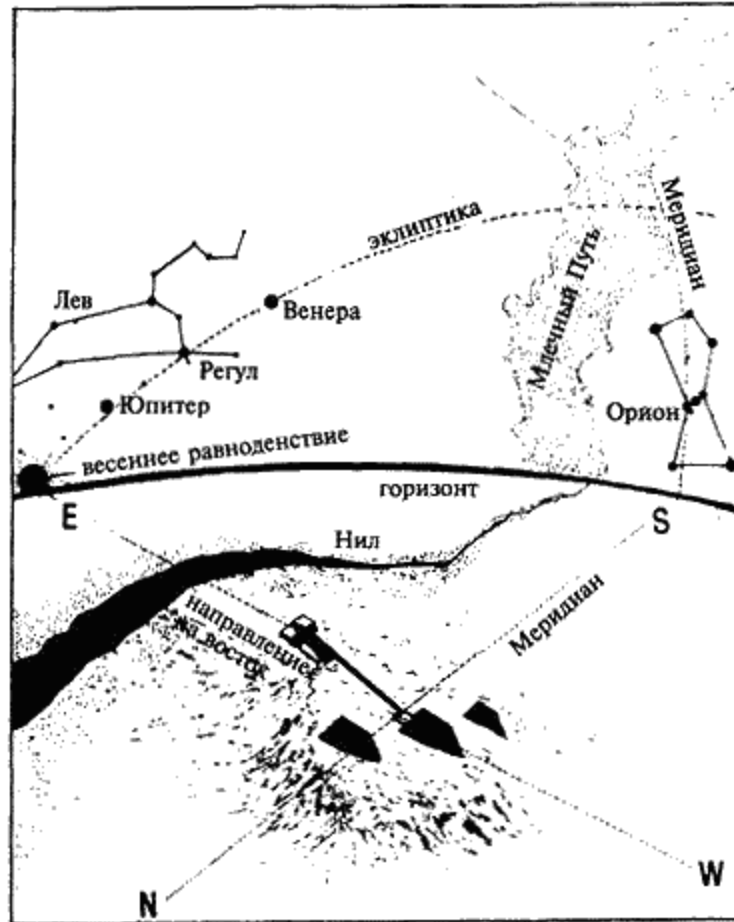 эклиптика
Меридиан
Млечный Путь
Лев
Венера
Регул
Юпитер
Орион
весеннее равноденствие
горизонт
E
S
Нил
направление
на восток
Меридиан
N
W